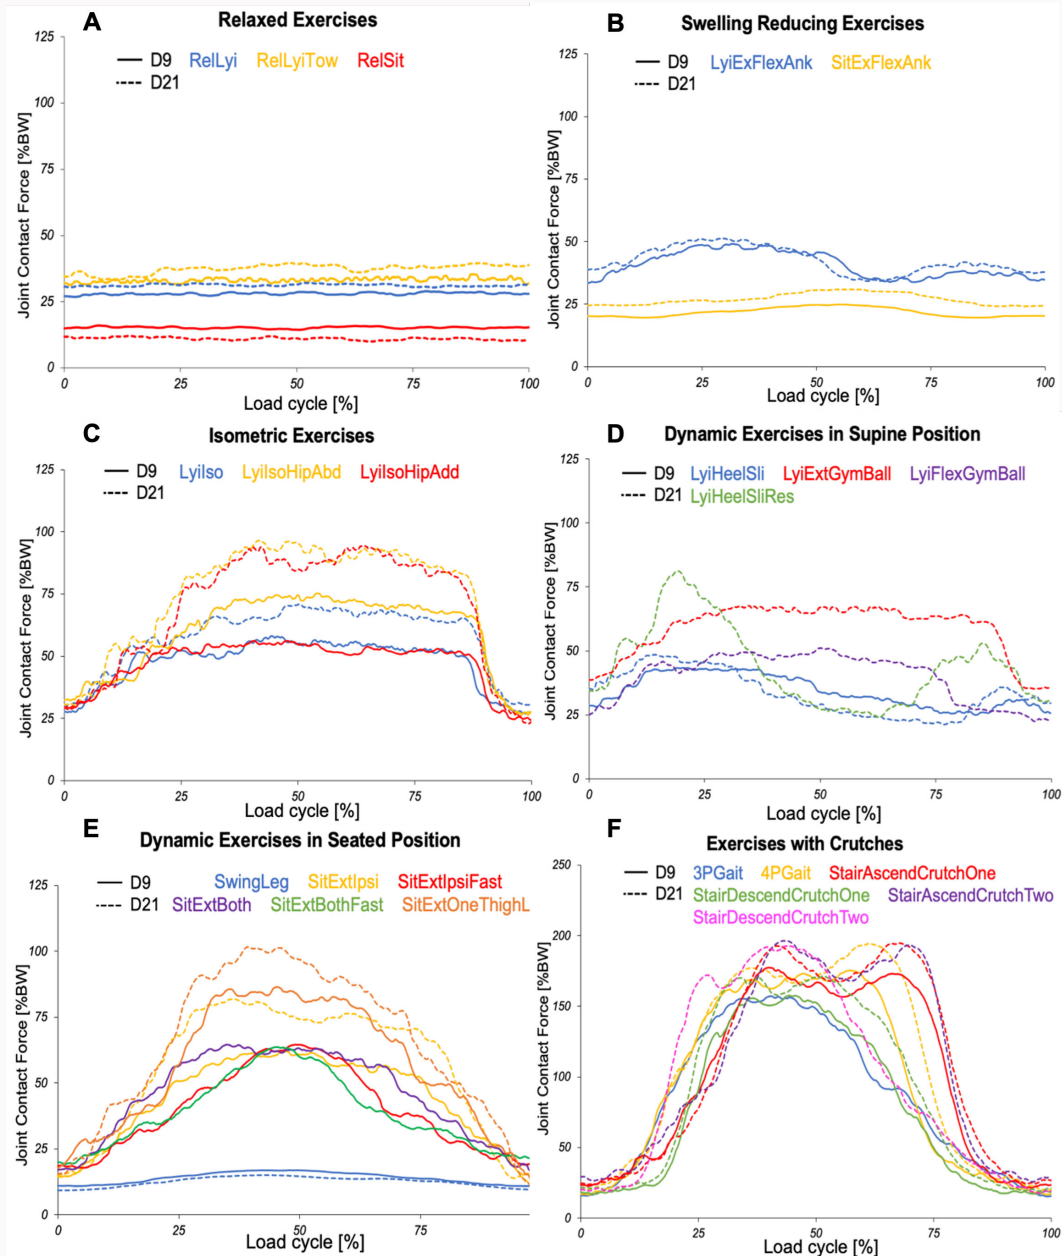 A
Relaxed Exercises
D9 RelLyi RelLyiTow RelSit
D21
125
100
75
50
25
0
Joint Contact Force [%BW]
0 25 50 75 100
Load cycle [%]
B
Swelling Reducing Exercises
D9 LyiExFlexAnk SitExFlexAnk
D21
125
100
75
50
25
0
Joint Contact Force [%BW]
0 25 50 75 100
Load cycle [%]
C
Isometric Exercises
D9 LyiIso LyiIsoHipAbd LyiIsoHipAdd
D21
125
100
75
50
25
0
Joint Contact Force [%BW]
0 25 50 75 100
Load cycle [%]
D
Dynamic Exercises in Supine Position
D9 LyiHeelSli LyiExtGymBall LyiFlexGymBall
D21 LyiHeelSliRes
125
100
75
50
25
0
Joint Contact Force [%BW]
0 25 50 75 100
Load cycle [%]
E
Dynamic Exercises in Seated Position
D9 SwingLeg SitExtIpsi SitExtIpsiFast
D21 SitExtBoth SitExtBothFast SitExtOneThighL
125
100
75
50
25
0
Joint Contact Force [%BW]
0 25 50 75
Load cycle [%]
F
Exercises with Crutches
D9 3PGait 4PGait StairAscendCrutchOne
D21 StairDescendCrutchOne StairAscendCrutchTwo
StairDescendCrutchTwo
250
200
150
100
50
0
Joint Contact Force [%BW]
0 25 50 75 100
Load cycle [%]